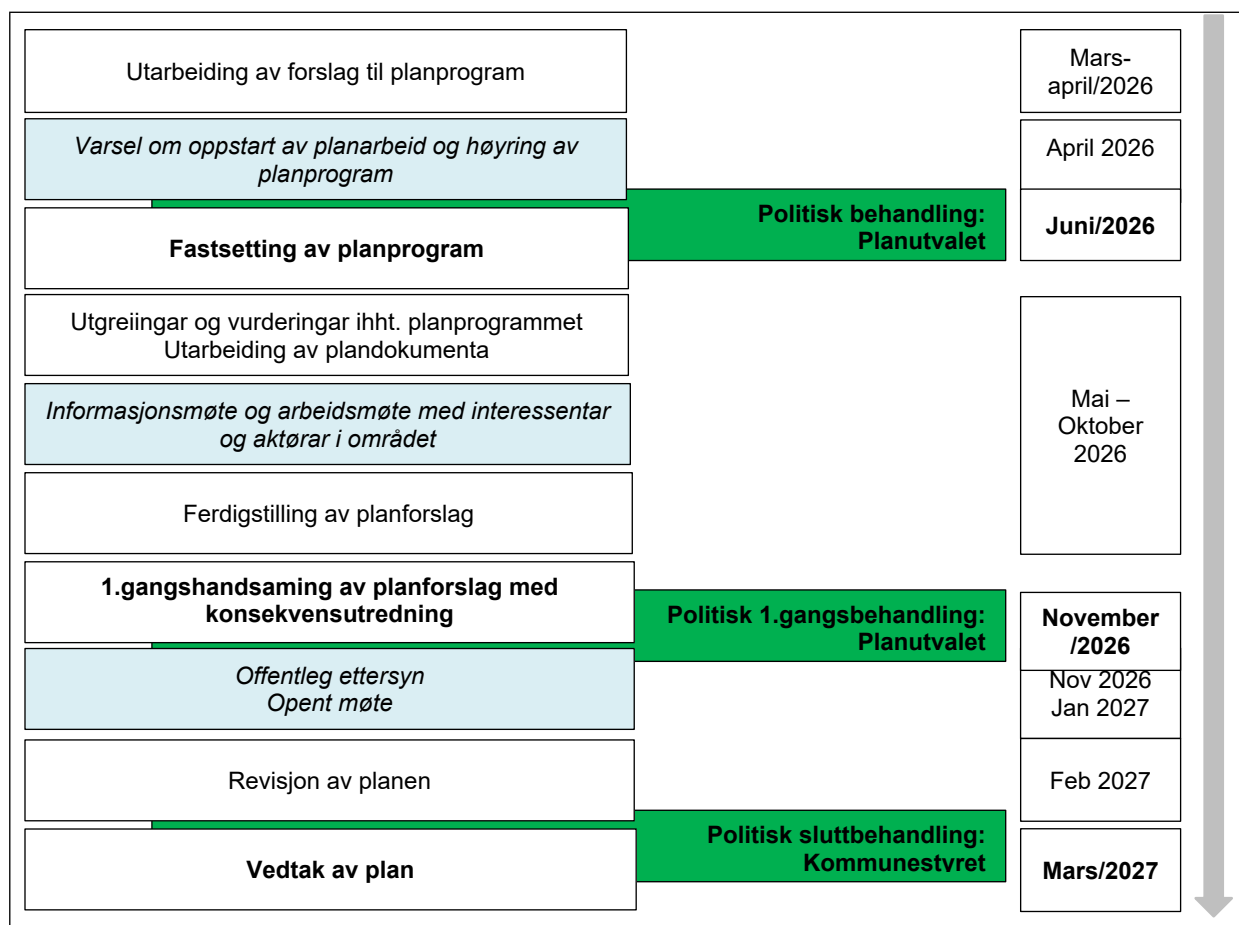 Utarbeiding av forslag til planprogram
Mars-
april/2026
Varsel om oppstart av planarbeid og høyring av
planprogram
April 2026
Politisk behandling:
Planutvalet
Juni/2026
Fastsetting av planprogram
Utgreiingar og vurderingar ihht. planprogrammet
Utarbeiding av plandokumenta
Informasjonsmøte og arbeidsmøte med interessentar
og aktørar i området
Mai –
Oktober
2026
Ferdigstilling av planforslag
1.gangshandsaming av planforslag med
konsekvensutredning
Politisk 1.gangsbehandling:
Planutvalet
November
/2026
Offentleg ettersyn
Opent møte
Nov 2026
Jan 2027
Revisjon av planen
Feb 2027
Politisk sluttbehandling:
Kommunestyret
Vedtak av plan
Mars/2027